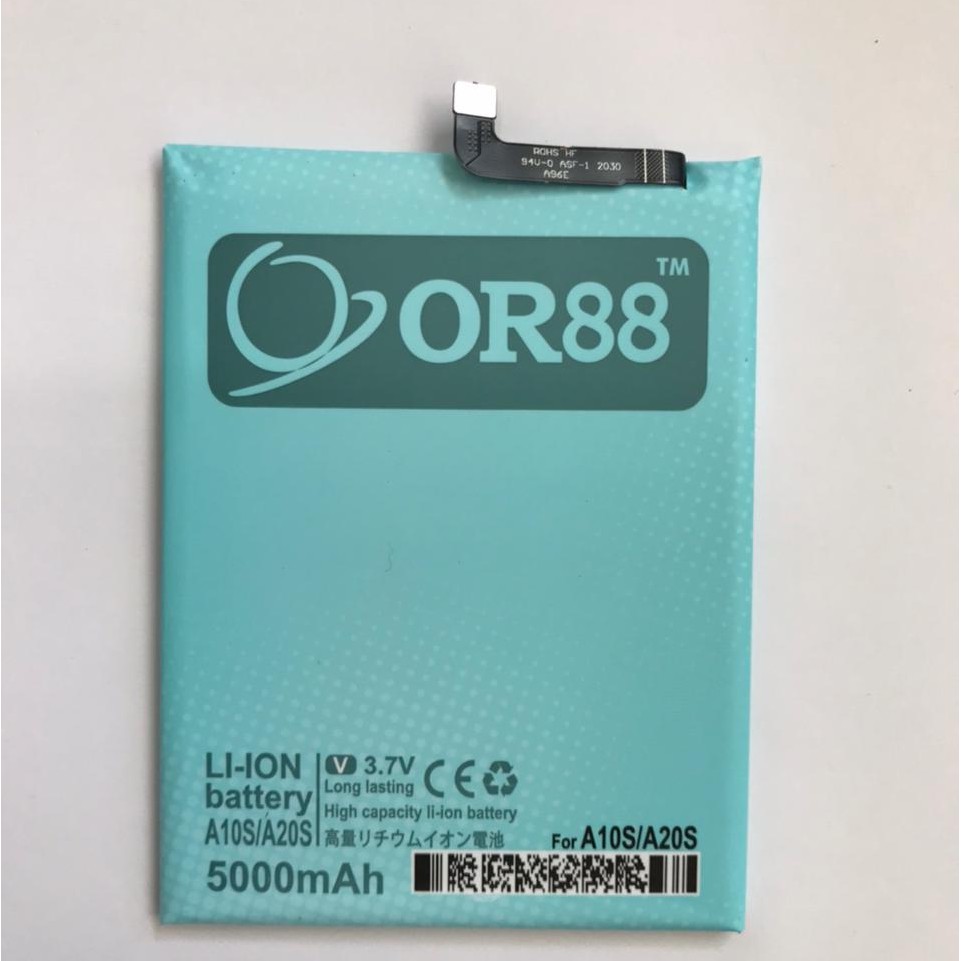 ROHS HF
94V-0 ASF-1 2030
A96E
OR88 TM
LI-ION
battery
A10S/A20S
V 3.7V
Long lasting
High capacity li-ion battery
高量リチウムイオン電池
CE
For A10S/A20S
5000mAh